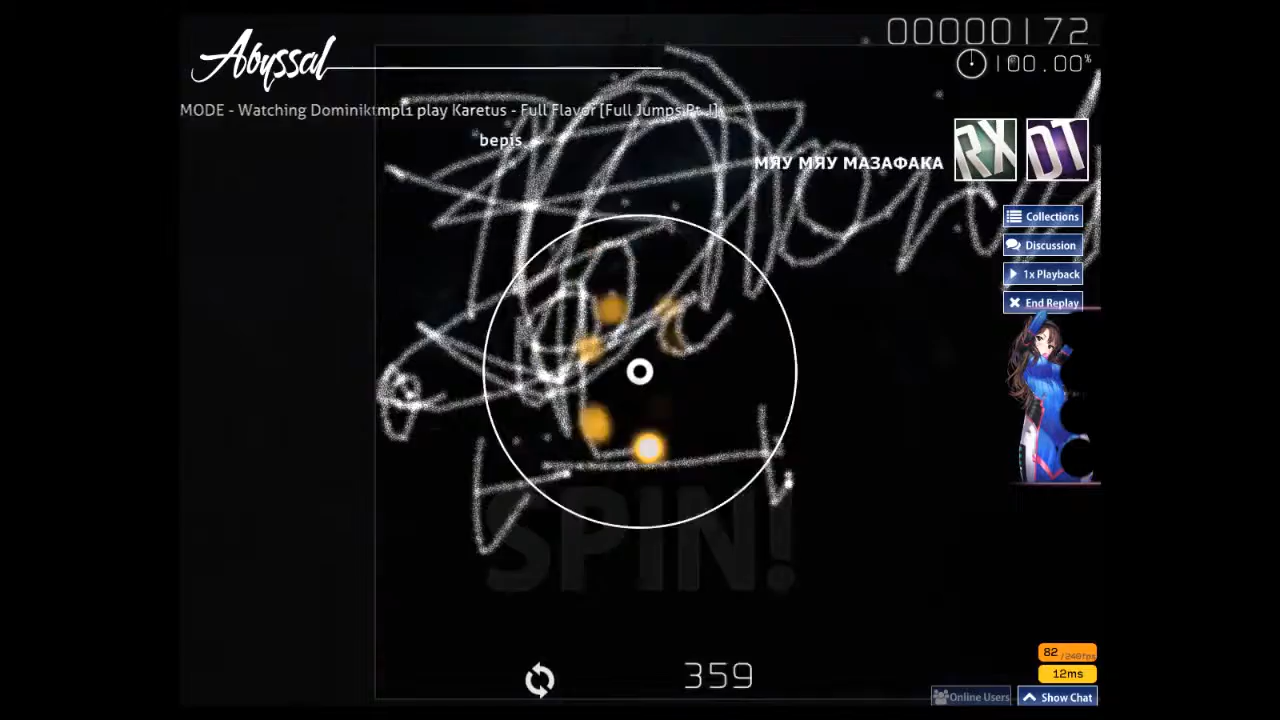 Abyssal
00000172
100.00%
MODE - Watching Dominiktmpl1 play Karetus - Full Flavor [Full Jumps Pt.I]
bepis
МЯУ МЯУ МАЗАФАКА
RX DT
Collections
Discussion
1x Playback
End Replay
SPIN!
359
82 /240fps
12ms
Online Users
Show Chat